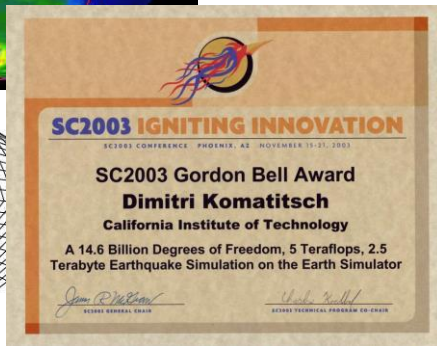 SC2003 IGNITING INNOVATION
SC2003 CONFERENCE PHOENIX, AZ NOVEMBER 15-21, 2003
SC2003 Gordon Bell Award
Dimitri Komatitsch
California Institute of Technology
A 14.6 Billion Degrees of Freedom, 5 Teraflops, 2.5
Terabyte Earthquake Simulation on the Earth Simulator
SC2003 GENERAL CHAIR
SC2003 TECHNICAL PROGRAM CO-CHAIR